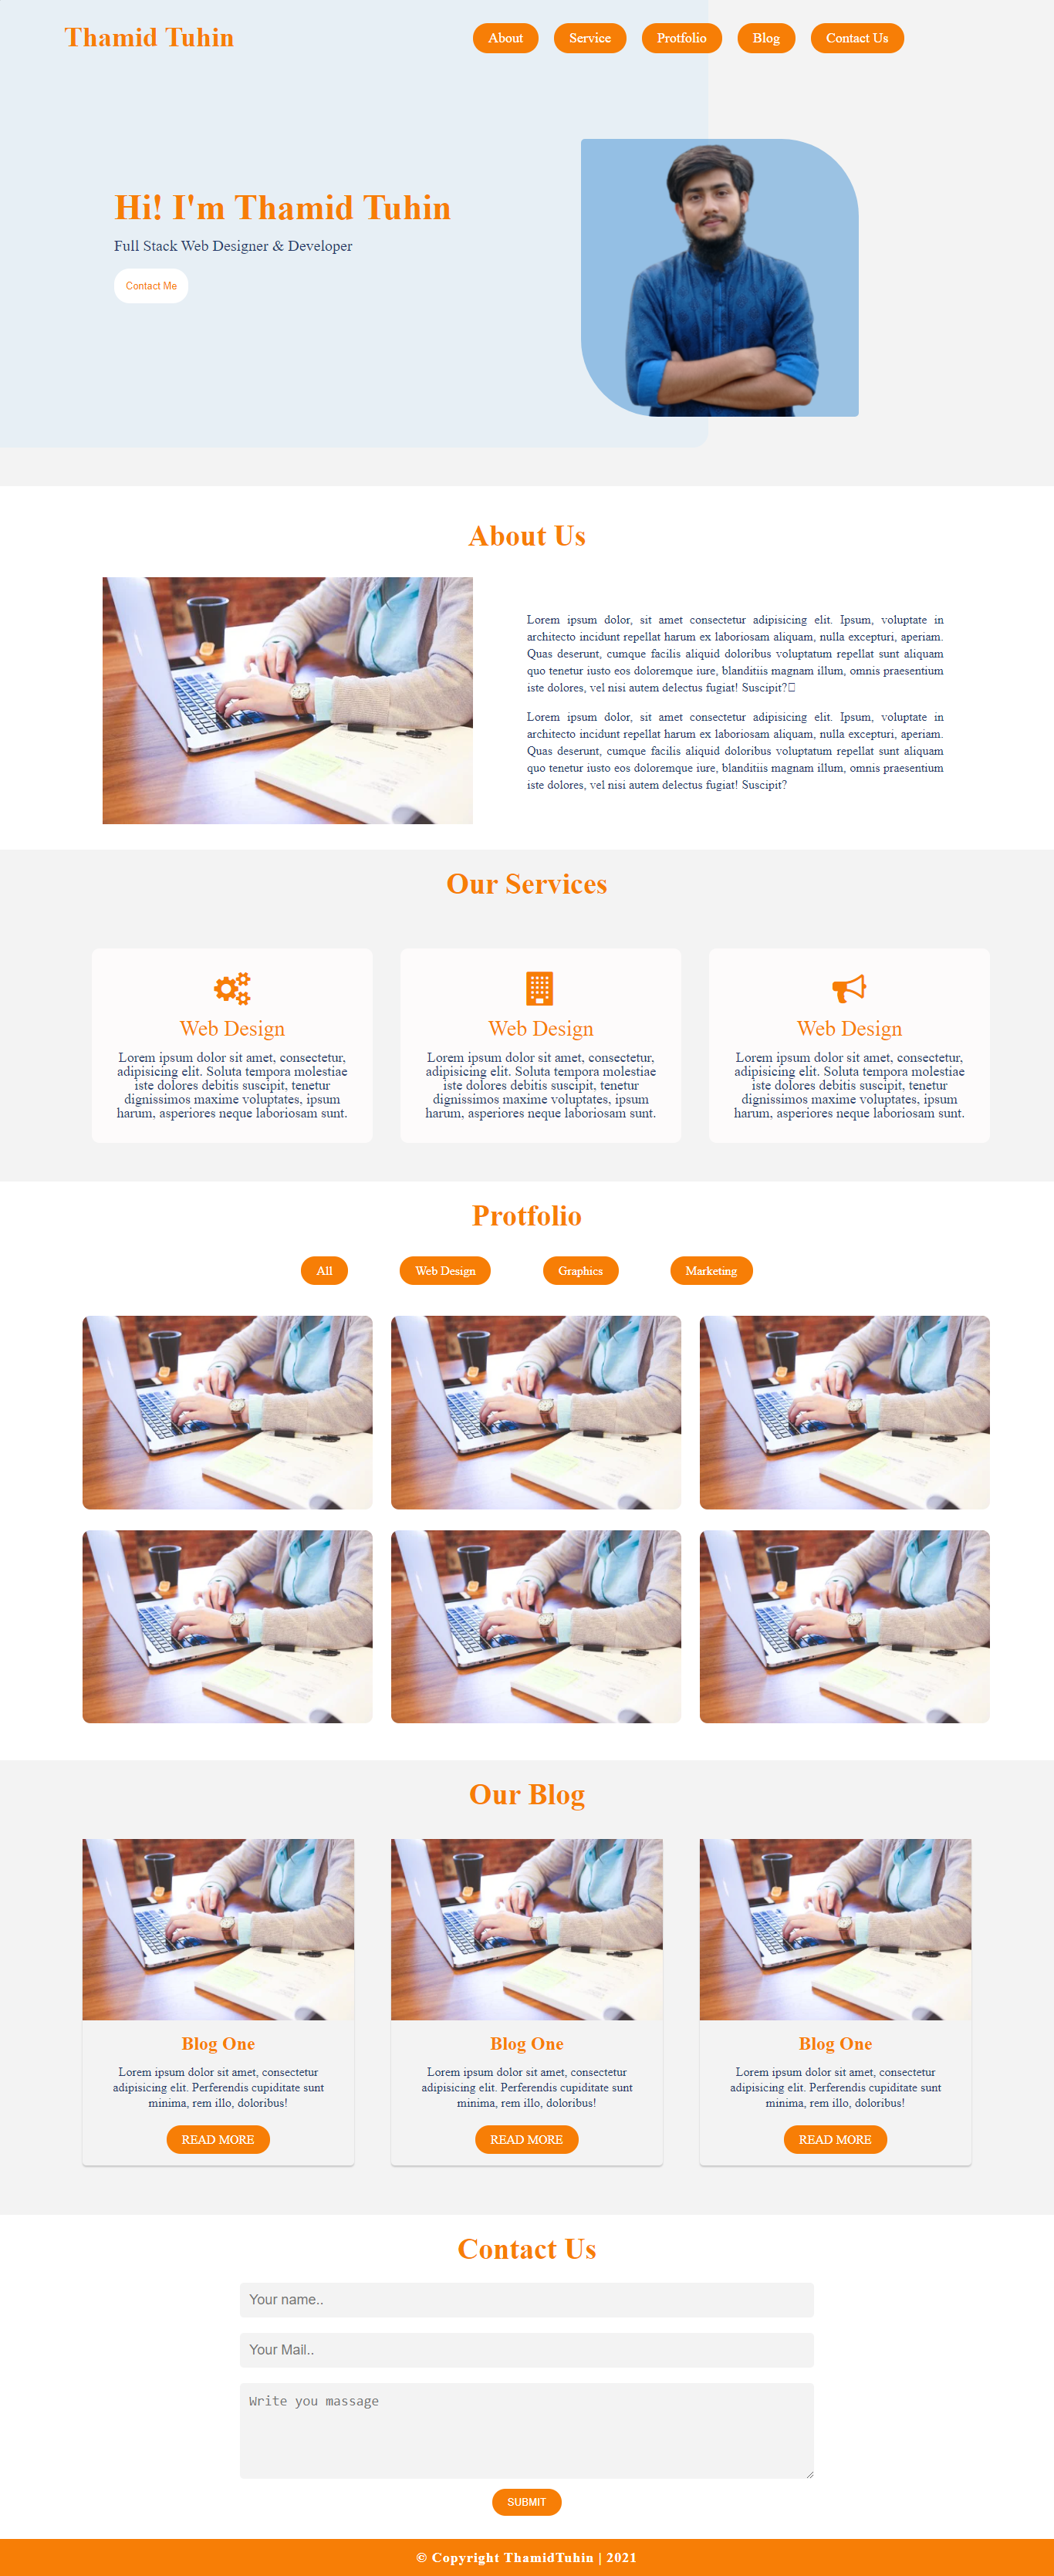 Thamid Tuhin
About
Service
Protfolio
Blog
Contact Us
Hi! I'm Thamid Tuhin
Full Stack Web Designer & Developer
Contact Me
About Us
Lorem ipsum dolor, sit amet consectetur adipisicing elit. Ipsum, voluptate in
architecto incidunt repellat harum ex laboriosam aliquam, nulla excepturi, aperiam.
Quas deserunt, cumque facilis aliquid doloribus voluptatum repellat sunt aliquam
quo tenetur iusto eos doloremque iure, blanditiis magnam illum, omnis praesentium
iste dolores, vel nisi autem delectus fugiat! Suscipit?
Lorem ipsum dolor, sit amet consectetur adipisicing elit. Ipsum, voluptate in
architecto incidunt repellat harum ex laboriosam aliquam, nulla excepturi, aperiam.
Quas deserunt, cumque facilis aliquid doloribus voluptatum repellat sunt aliquam
quo tenetur iusto eos doloremque iure, blanditiis magnam illum, omnis praesentium
iste dolores, vel nisi autem delectus fugiat! Suscipit?
Our Services
Web Design
Lorem ipsum dolor sit amet, consectetur,
adipisicing elit. Soluta tempora molestiae
iste dolores debitis suscipit, tenetur
dignissimos maxime voluptates, ipsum
harum, asperiores neque laboriosam sunt.
Web Design
Lorem ipsum dolor sit amet, consectetur,
adipisicing elit. Soluta tempora molestiae
iste dolores debitis suscipit, tenetur
dignissimos maxime voluptates, ipsum
harum, asperiores neque laboriosam sunt.
Web Design
Lorem ipsum dolor sit amet, consectetur,
adipisicing elit. Soluta tempora molestiae
iste dolores debitis suscipit, tenetur
dignissimos maxime voluptates, ipsum
harum, asperiores neque laboriosam sunt.
Protfolio
All
Web Design
Graphics
Marketing
Our Blog
Blog One
Lorem ipsum dolor sit amet, consectetur
adipisicing elit. Perferendis cupiditate sunt
minima, rem illo, doloribus!
READ MORE
Blog One
Lorem ipsum dolor sit amet, consectetur
adipisicing elit. Perferendis cupiditate sunt
minima, rem illo, doloribus!
READ MORE
Blog One
Lorem ipsum dolor sit amet, consectetur
adipisicing elit. Perferendis cupiditate sunt
minima, rem illo, doloribus!
READ MORE
Contact Us
Your name..
Your Mail..
Write you massage
SUBMIT
© Copyright ThamidTuhin | 2021